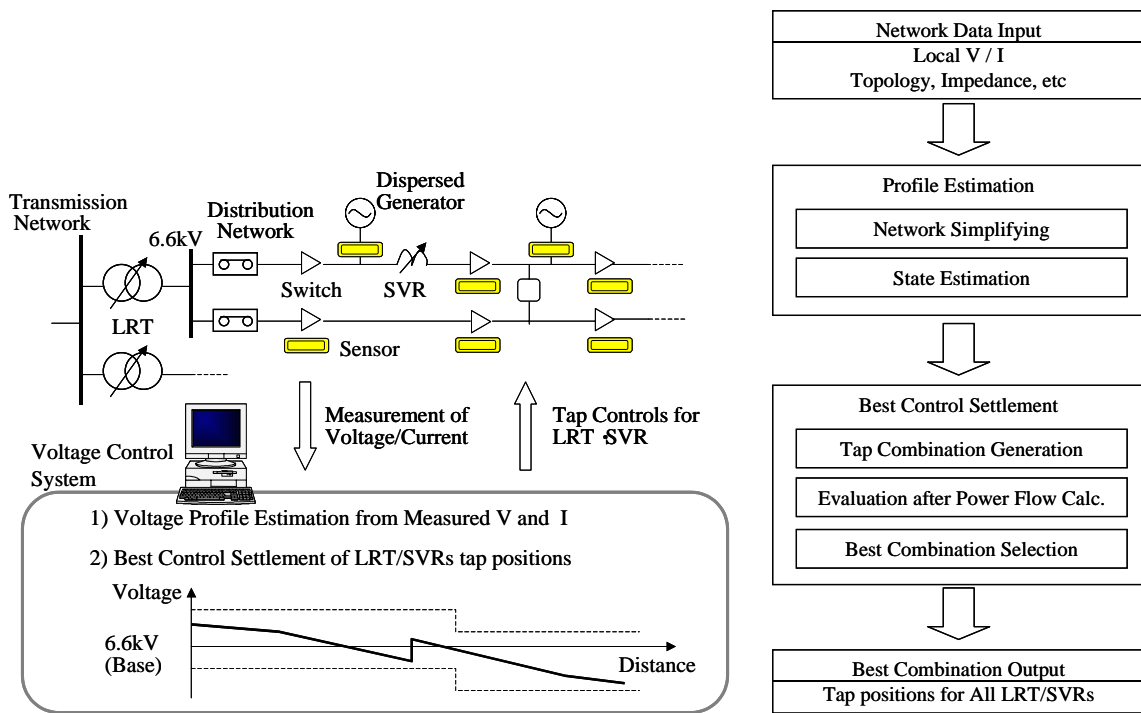 Transmission
Network
6.6kV
Distribution
Network
Dispersed
Generator
Switch
SVR
LRT
Sensor
Measurement of
Voltage/Current
Tap Controls for
LRT ·SVR
Voltage Control
System
1) Voltage Profile Estimation from Measured V and I
2) Best Control Settlement of LRT/SVRs tap positions
Voltage
6.6kV
(Base)
Distance
Network Data Input
Local V / I
Topology, Impedance, etc
Profile Estimation
Network Simplifying
State Estimation
Best Control Settlement
Tap Combination Generation
Evaluation after Power Flow Calc.
Best Combination Selection
Best Combination Output
Tap positions for All LRT/SVRs